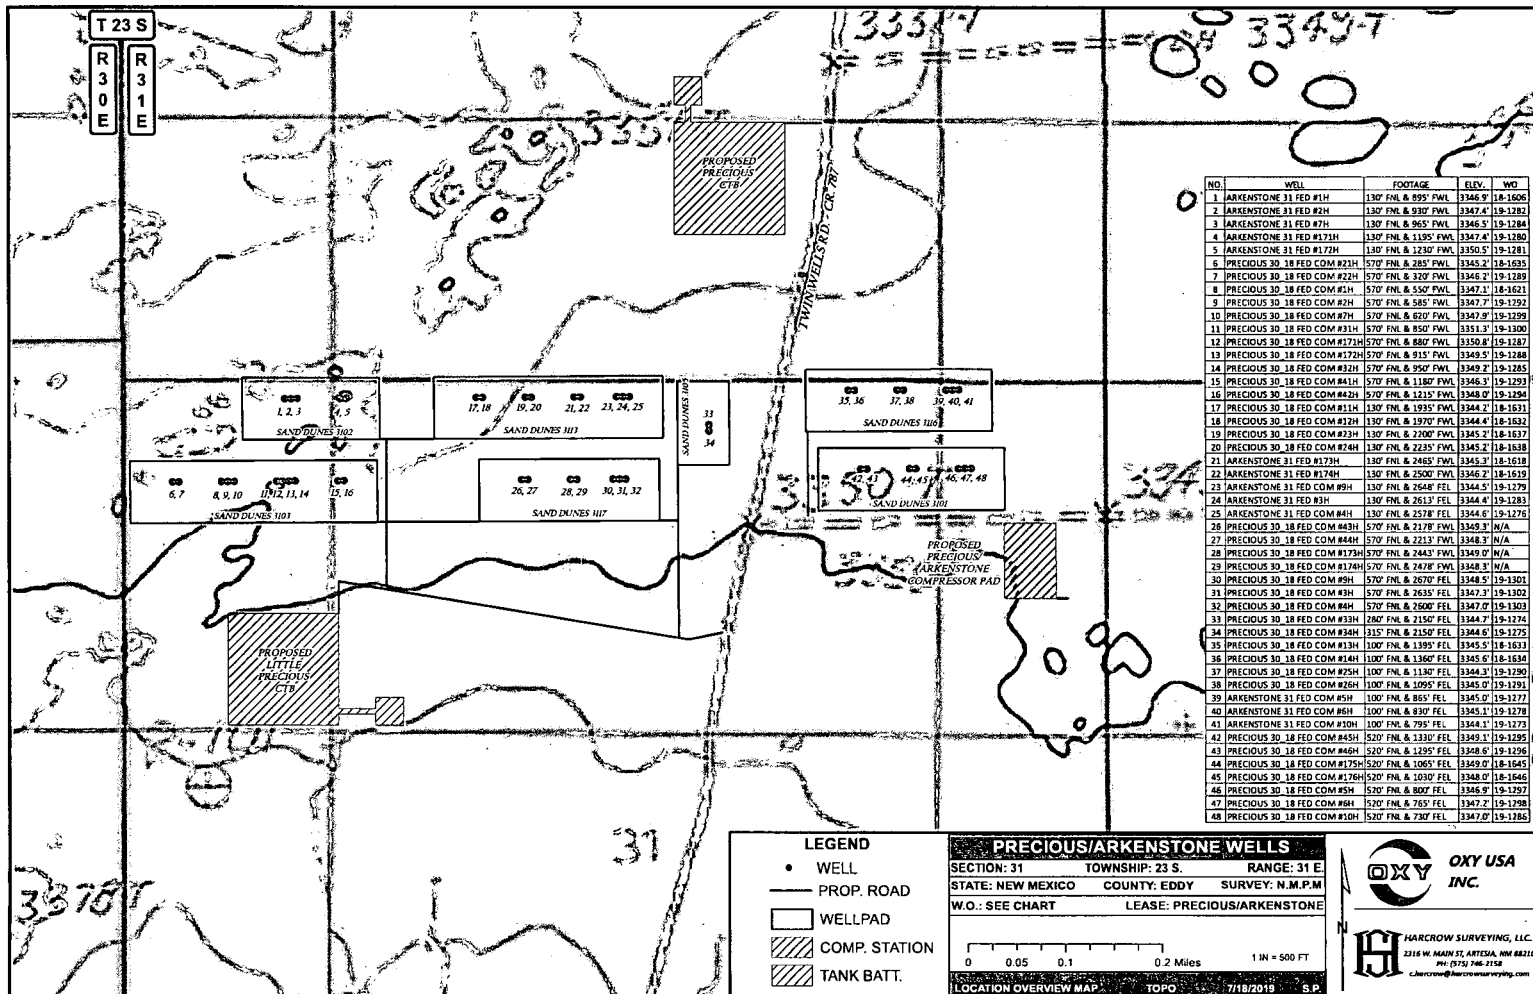 T 23 S
R30E
R31E
PROPOSED
PRECIOUS
CTB
TWIN WELLS RD. - CR. 787
1, 2, 3
4, 5
SAND DUNES 3102
17, 18
19, 20
21, 22
23, 24, 25
SAND DUNES 3113
SAND DUNES 3105
33
34
35, 36
37, 38
39, 40, 41
SAND DUNES 3116
6, 7
8, 9, 10
11, 12, 13, 14
15, 16
SAND DUNES 3103
26, 27
28, 29
30, 31, 32
SAND DUNES 3117
42, 43
44, 45
46, 47, 48
SAND DUNES 3101
PROPOSED
PRECIOUS/
ARKENSTONE
COMPRESSOR PAD
PROPOSED
LITTLE
PRECIOUS
CTB
31
NO. WELL FOOTAGE ELEV. WO
1 ARKENSTONE 31 FED #1H 130' FNL & 895' FWL 3346.9' 18-1606
2 ARKENSTONE 31 FED #2H 130' FNL & 930' FWL 3347.4' 19-1282
3 ARKENSTONE 31 FED #7H 130' FNL & 965' FWL 3346.5' 19-1284
4 ARKENSTONE 31 FED #171H 130' FNL & 1195' FWL 3347.4' 19-1280
5 ARKENSTONE 31 FED #172H 130' FNL & 1230' FWL 3350.5' 19-1281
6 PRECIOUS 30_18 FED COM #21H 570' FNL & 285' FWL 3345.2' 18-1635
7 PRECIOUS 30_18 FED COM #22H 570' FNL & 320' FWL 3346.2' 19-1289
8 PRECIOUS 30_18 FED COM #1H 570' FNL & 550' FWL 3347.1' 18-1621
9 PRECIOUS 30_18 FED COM #2H 570' FNL & 585' FWL 3347.7' 19-1292
10 PRECIOUS 30_18 FED COM #7H 570' FNL & 620' FWL 3347.9' 19-1299
11 PRECIOUS 30_18 FED COM #31H 570' FNL & 850' FWL 3351.3' 19-1300
12 PRECIOUS 30_18 FED COM #171H 570' FNL & 880' FWL 3350.8' 19-1287
13 PRECIOUS 30_18 FED COM #172H 570' FNL & 915' FWL 3349.5' 19-1288
14 PRECIOUS 30_18 FED COM #32H 570' FNL & 950' FWL 3349.2' 19-1285
15 PRECIOUS 30_18 FED COM #41H 570' FNL & 1180' FWL 3346.3' 19-1293
16 PRECIOUS 30_18 FED COM #42H 570' FNL & 1215' FWL 3348.0' 19-1294
17 PRECIOUS 30_18 FED COM #11H 130' FNL & 1935' FWL 3344.2' 18-1631
18 PRECIOUS 30_18 FED COM #12H 130' FNL & 1970' FWL 3344.4' 18-1632
19 PRECIOUS 30_18 FED COM #23H 130' FNL & 2200' FWL 3345.2' 18-1637
20 PRECIOUS 30_18 FED COM #24H 130' FNL & 2235' FWL 3345.2' 18-1638
21 ARKENSTONE 31 FED #173H 130' FNL & 2465' FWL 3345.3' 18-1618
22 ARKENSTONE 31 FED #174H 130' FNL & 2500' FWL 3346.2' 18-1619
23 ARKENSTONE 31 FED COM #9H 130' FNL & 2648' FEL 3344.5' 19-1279
24 ARKENSTONE 31 FED #3H 130' FNL & 2613' FEL 3344.4' 19-1283
25 ARKENSTONE 31 FED COM #4H 130' FNL & 2578' FEL 3344.6' 19-1276
26 PRECIOUS 30_18 FED COM #43H 570' FNL & 2178' FWL 3349.3' N/A
27 PRECIOUS 30_18 FED COM #44H 570' FNL & 2213' FWL 3348.3' N/A
28 PRECIOUS 30_18 FED COM #173H 570' FNL & 2443' FWL 3349.0' N/A
29 PRECIOUS 30_18 FED COM #174H 570' FNL & 2478' FWL 3348.3' N/A
30 PRECIOUS 30_18 FED COM #9H 570' FNL & 2670' FEL 3348.5' 19-1301
31 PRECIOUS 30_18 FED COM #3H 570' FNL & 2635' FEL 3347.3' 19-1302
32 PRECIOUS 30_18 FED COM #4H 570' FNL & 2600' FEL 3347.0' 19-1303
33 PRECIOUS 30_18 FED COM #33H 280' FNL & 2150' FEL 3344.7' 19-1274
34 PRECIOUS 30_18 FED COM #34H 315' FNL & 2150' FEL 3344.6' 19-1275
35 PRECIOUS 30_18 FED COM #13H 100' FNL & 1395' FEL 3345.5' 18-1633
36 PRECIOUS 30_18 FED COM #14H 100' FNL & 1360' FEL 3345.6' 18-1634
37 PRECIOUS 30_18 FED COM #25H 100' FNL & 1130' FEL 3344.3' 19-1290
38 PRECIOUS 30_18 FED COM #26H 100' FNL & 1095' FEL 3345.0' 19-1291
39 ARKENSTONE 31 FED COM #5H 100' FNL & 865' FEL 3345.0' 19-1277
40 ARKENSTONE 31 FED COM #6H 100' FNL & 830' FEL 3345.1' 19-1278
41 ARKENSTONE 31 FED COM #10H 100' FNL & 795' FEL 3344.1' 19-1273
42 PRECIOUS 30_18 FED COM #45H 520' FNL & 1330' FEL 3349.1' 19-1295
43 PRECIOUS 30_18 FED COM #46H 520' FNL & 1295' FEL 3348.6' 19-1296
44 PRECIOUS 30_18 FED COM #175H 520' FNL & 1065' FEL 3349.0' 18-1645
45 PRECIOUS 30_18 FED COM #176H 520' FNL & 1030' FEL 3348.0' 18-1646
46 PRECIOUS 30_18 FED COM #5H 520' FNL & 800' FEL 3346.9' 19-1297
47 PRECIOUS 30_18 FED COM #6H 520' FNL & 765' FEL 3347.2' 19-1298
48 PRECIOUS 30_18 FED COM #10H 520' FNL & 730' FEL 3347.0' 19-1286
LEGEND
WELL
PROP. ROAD
WELLPAD
COMP. STATION
TANK BATT.
PRECIOUS/ARKENSTONE WELLS
SECTION: 31 TOWNSHIP: 23 S. RANGE: 31 E.
STATE: NEW MEXICO COUNTY: EDDY SURVEY: N.M.P.M
W.O.: SEE CHART LEASE: PRECIOUS/ARKENSTONE
0 0.05 0.1 0.2 Miles
1 IN = 500 FT
LOCATION OVERVIEW MAP TOPO 7/18/2019 S.P.
N
OXY
OXY USA
INC.
HARCROW SURVEYING, LLC.
2316 W. MAIN ST, ARTESIA, NM 88210
PH: (575) 746-2158
c.harcrow@harcrowsurveying.com